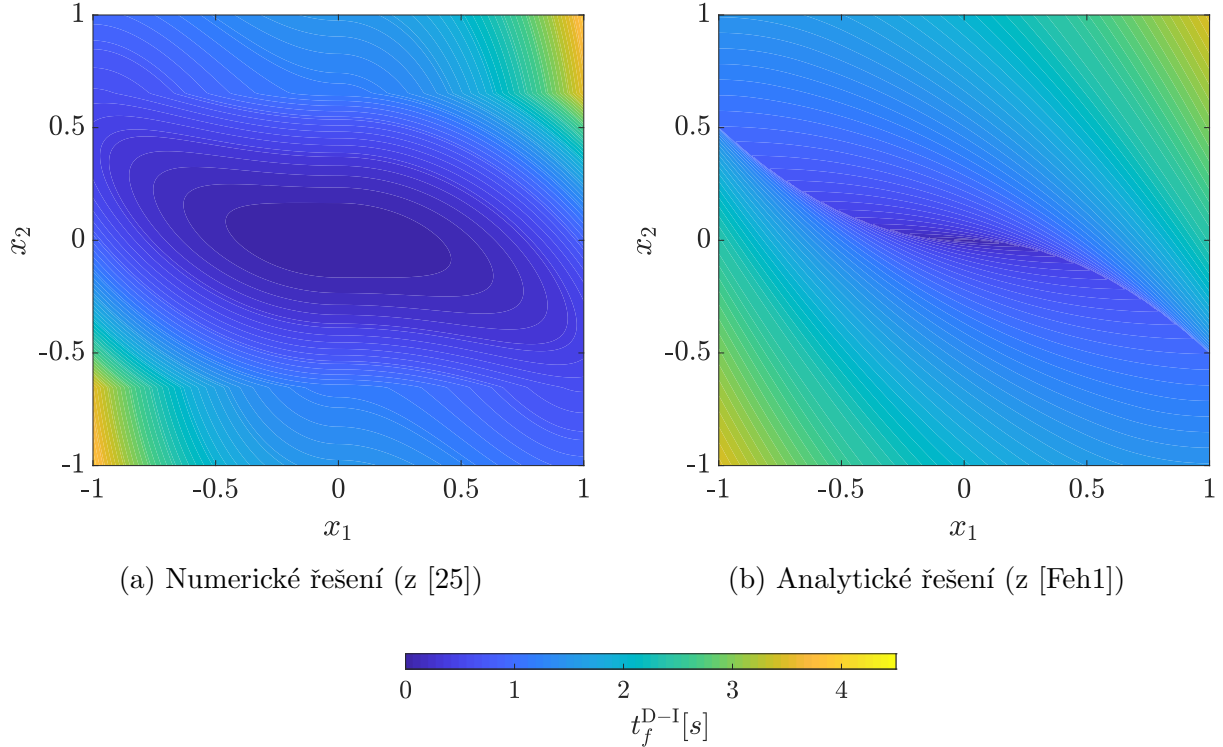 1
0.5
0
-0.5
-1
x2
-1
-0.5
0
0.5
1
x1
(a) Numerické řešení (z [25])
1
0.5
0
-0.5
-1
x2
-1
-0.5
0
0.5
1
x1
(b) Analytické řešení (z [Feh1])
0 1 2 3 4
t_f^{D−I}[s]